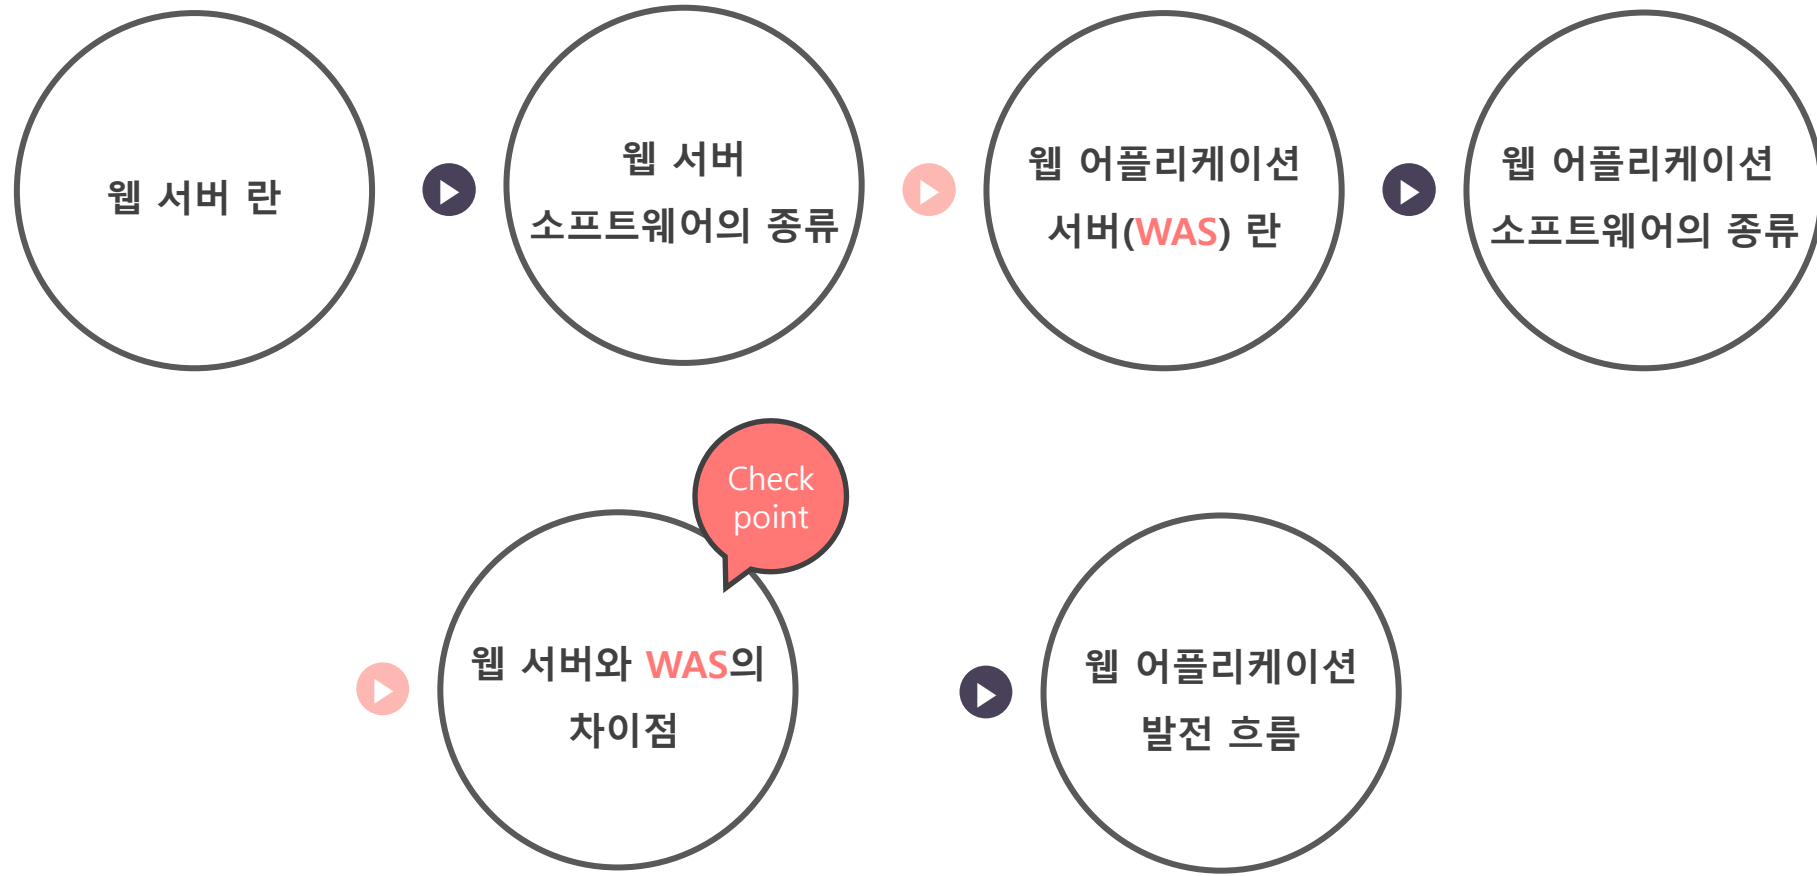 웹 서버 란
웹 서버
소프트웨어의 종류
웹 어플리케이션
서버(WAS) 란
웹 어플리케이션
소프트웨어의 종류
Check
point
웹 서버와 WAS의
차이점
웹 어플리케이션
발전 흐름